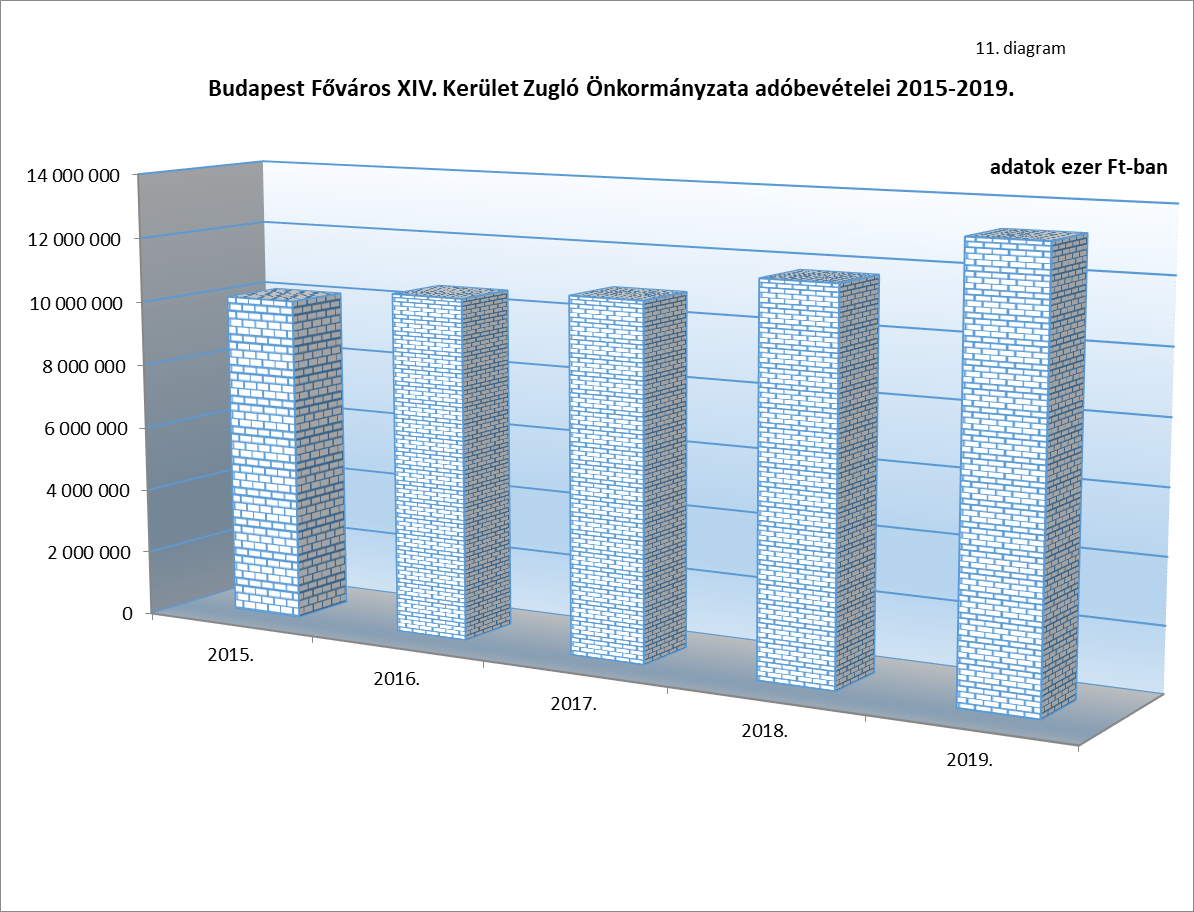 11. diagram
Budapest Főváros XIV. Kerület Zugló Önkormányzata adóbevételei 2015-2019.
adatok ezer Ft-ban
14 000 000
12 000 000
10 000 000
8 000 000
6 000 000
4 000 000
2 000 000
0
2015.
2016.
2017.
2018.
2019.